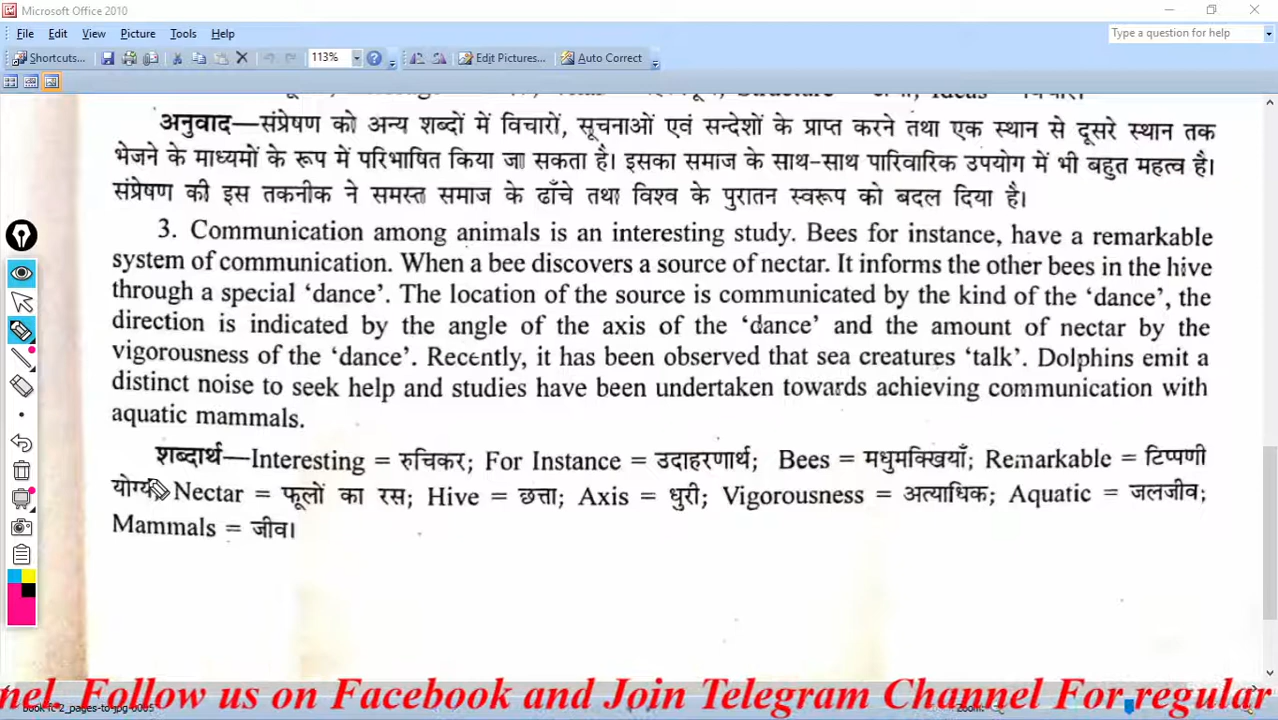 Microsoft Office 2010
File Edit View Picture Tools Help
Type a question for help
Shortcuts... 113% Edit Pictures... Auto Correct
अनुवाद—संप्रेषण को अन्य शब्दों में विचारों, सूचनाओं एवं सन्देशों के प्राप्त करने तथा एक स्थान से दूसरे स्थान तक
भेजने के माध्यमों के रूप में परिभाषित किया जा सकता है। इसका समाज के साथ-साथ पारिवारिक उपयोग में भी बहुत महत्व है।
संप्रेषण की इस तकनीक ने समस्त समाज के ढाँचे तथा विश्व के पुरातन स्वरूप को बदल दिया है।
3. Communication among animals is an interesting study. Bees for instance, have a remarkable
system of communication. When a bee discovers a source of nectar. It informs the other bees in the hive
through a special ‘dance’. The location of the source is communicated by the kind of the ‘dance’, the
direction is indicated by the angle of the axis of the ‘dance’ and the amount of nectar by the
vigorousness of the ‘dance’. Recently, it has been observed that sea creatures ‘talk’. Dolphins emit a
distinct noise to seek help and studies have been undertaken towards achieving communication with
aquatic mammals.
शब्दार्थ—Interesting = रुचिकर; For Instance = उदाहरणार्थ; Bees = मधुमक्खियाँ; Remarkable = टिप्पणी
योग्य Nectar = फूलों का रस; Hive = छत्ता; Axis = धुरी; Vigorousness = अत्याधिक; Aquatic = जलजीव;
Mammals = जीव।
nel. Follow us on Facebook and Join Telegram Channel For regular
Zoom: